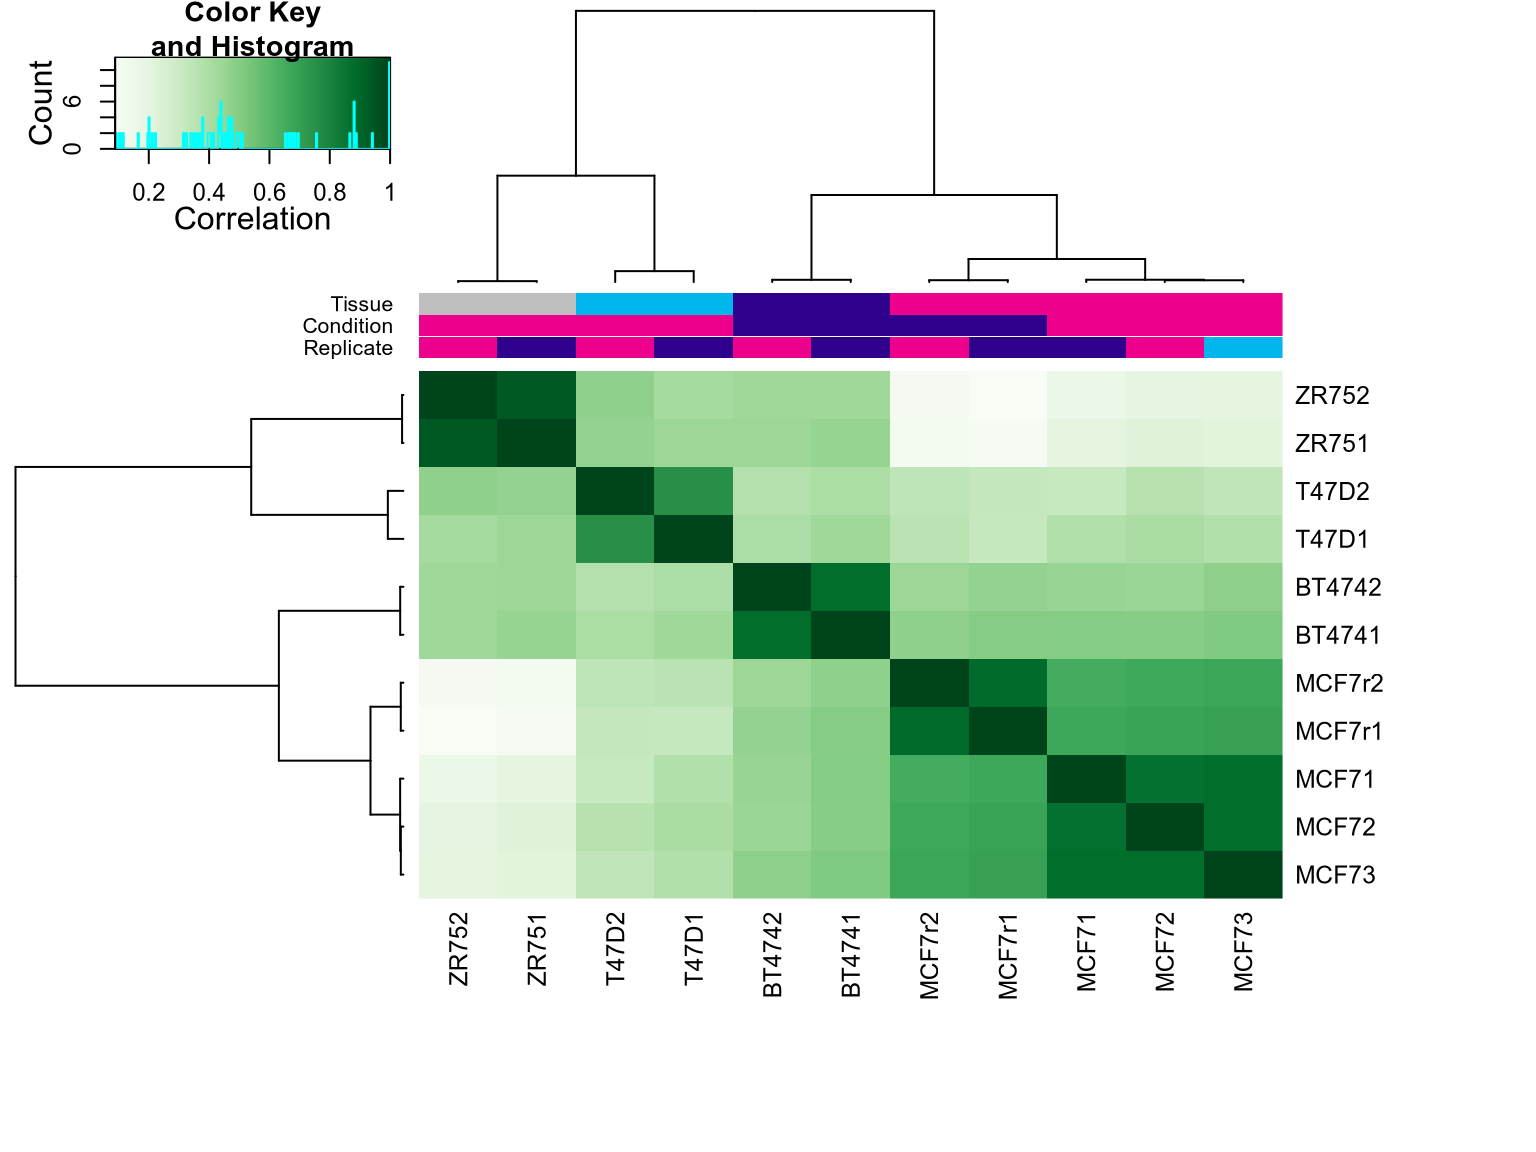 Color Key
and Histogram
Count
0 6
0.2 0.4 0.6 0.8 1
Correlation
Tissue
Condition
Replicate
ZR752
ZR751
T47D2
T47D1
BT4742
BT4741
MCF7r2
MCF7r1
MCF71
MCF72
MCF73
ZR752 ZR751 T47D2 T47D1 BT4742 BT4741 MCF7r2 MCF7r1 MCF71 MCF72 MCF73